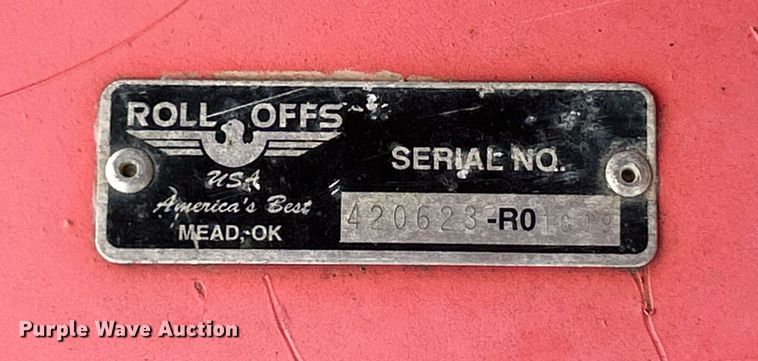 ROLL OFFS
USA
America's Best
MEAD, OK
SERIAL NO.
420623-R0
Purple Wave Auction